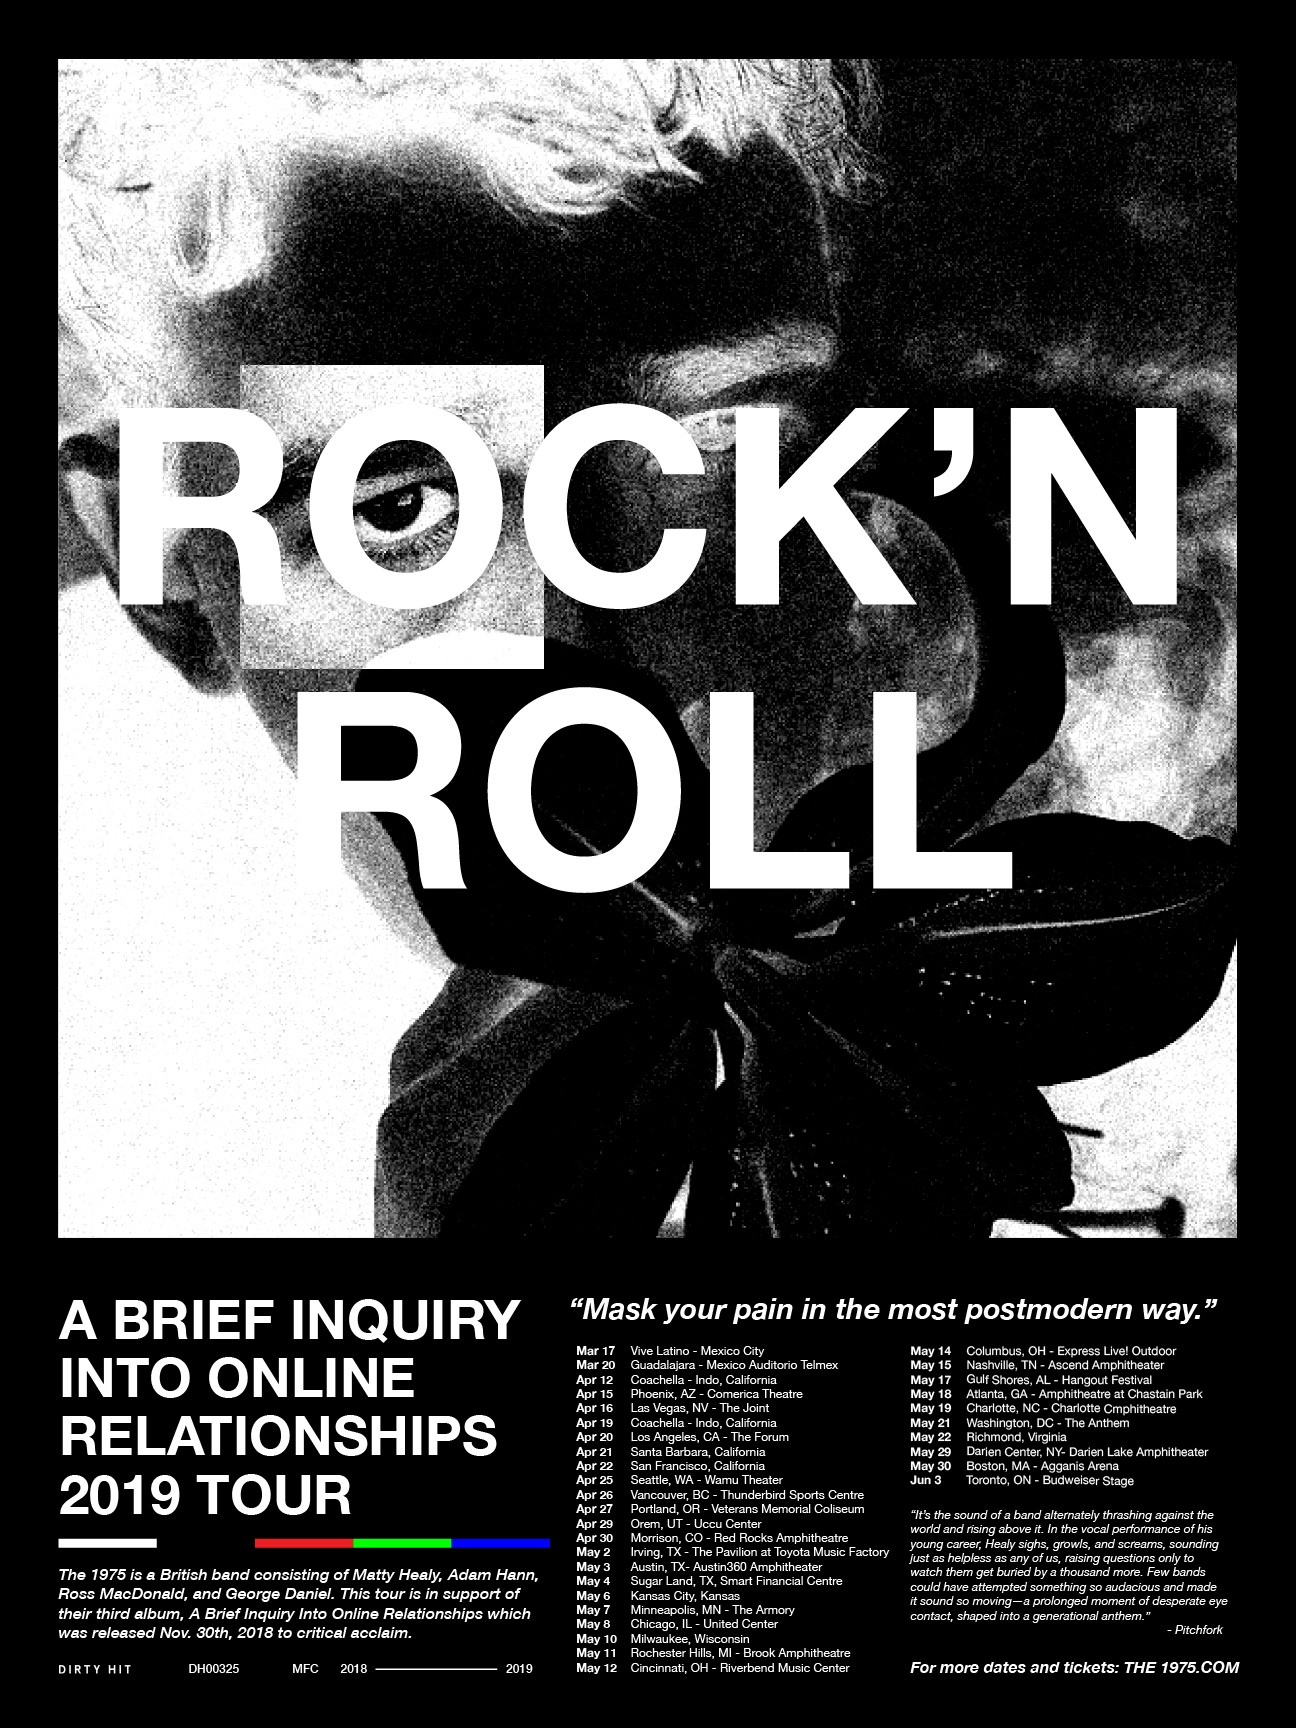 ROCK’N
ROLL
A BRIEF INQUIRY
INTO ONLINE
RELATIONSHIPS
2019 TOUR
The 1975 is a British band consisting of Matty Healy, Adam Hann,
Ross MacDonald, and George Daniel. This tour is in support of
their third album, A Brief Inquiry Into Online Relationships which
was released Nov. 30th, 2018 to critical acclaim.
DIRTY HIT DH00325 MFC 2018 2019
“Mask your pain in the most postmodern way.”
Mar 17 Vive Latino - Mexico City
Mar 20 Guadalajara - Mexico Auditorio Telmex
Apr 12 Coachella - Indo, California
Apr 15 Phoenix, AZ - Comerica Theatre
Apr 16 Las Vegas, NV - The Joint
Apr 19 Coachella - Indo, California
Apr 20 Los Angeles, CA - The Forum
Apr 21 Santa Barbara, California
Apr 22 San Francisco, California
Apr 25 Seattle, WA - Wamu Theater
Apr 26 Vancouver, BC - Thunderbird Sports Centre
Apr 27 Portland, OR - Veterans Memorial Coliseum
Apr 29 Orem, UT - Uccu Center
Apr 30 Morrison, CO - Red Rocks Amphitheatre
May 2 Irving, TX - The Pavilion at Toyota Music Factory
May 3 Austin, TX- Austin360 Amphitheater
May 4 Sugar Land, TX, Smart Financial Centre
May 6 Kansas City, Kansas
May 7 Minneapolis, MN - The Armory
May 8 Chicago, IL - United Center
May 10 Milwaukee, Wisconsin
May 11 Rochester Hills, MI - Brook Amphitheatre
May 12 Cincinnati, OH - Riverbend Music Center
May 14 Columbus, OH - Express Live! Outdoor
May 15 Nashville, TN - Ascend Amphitheater
May 17 Gulf Shores, AL - Hangout Festival
May 18 Atlanta, GA - Amphitheatre at Chastain Park
May 19 Charlotte, NC - Charlotte Cmphitheatre
May 21 Washington, DC - The Anthem
May 22 Richmond, Virginia
May 29 Darien Center, NY- Darien Lake Amphitheater
May 30 Boston, MA - Agganis Arena
Jun 3 Toronto, ON - Budweiser Stage
“It’s the sound of a band alternately thrashing against the
world and rising above it. In the vocal performance of his
young career, Healy sighs, growls, and screams, sounding
just as helpless as any of us, raising questions only to
watch them get buried by a thousand more. Few bands
could have attempted something so audacious and made
it sound so moving—a prolonged moment of desperate eye
contact, shaped into a generational anthem.”
- Pitchfork
For more dates and tickets: THE 1975.COM